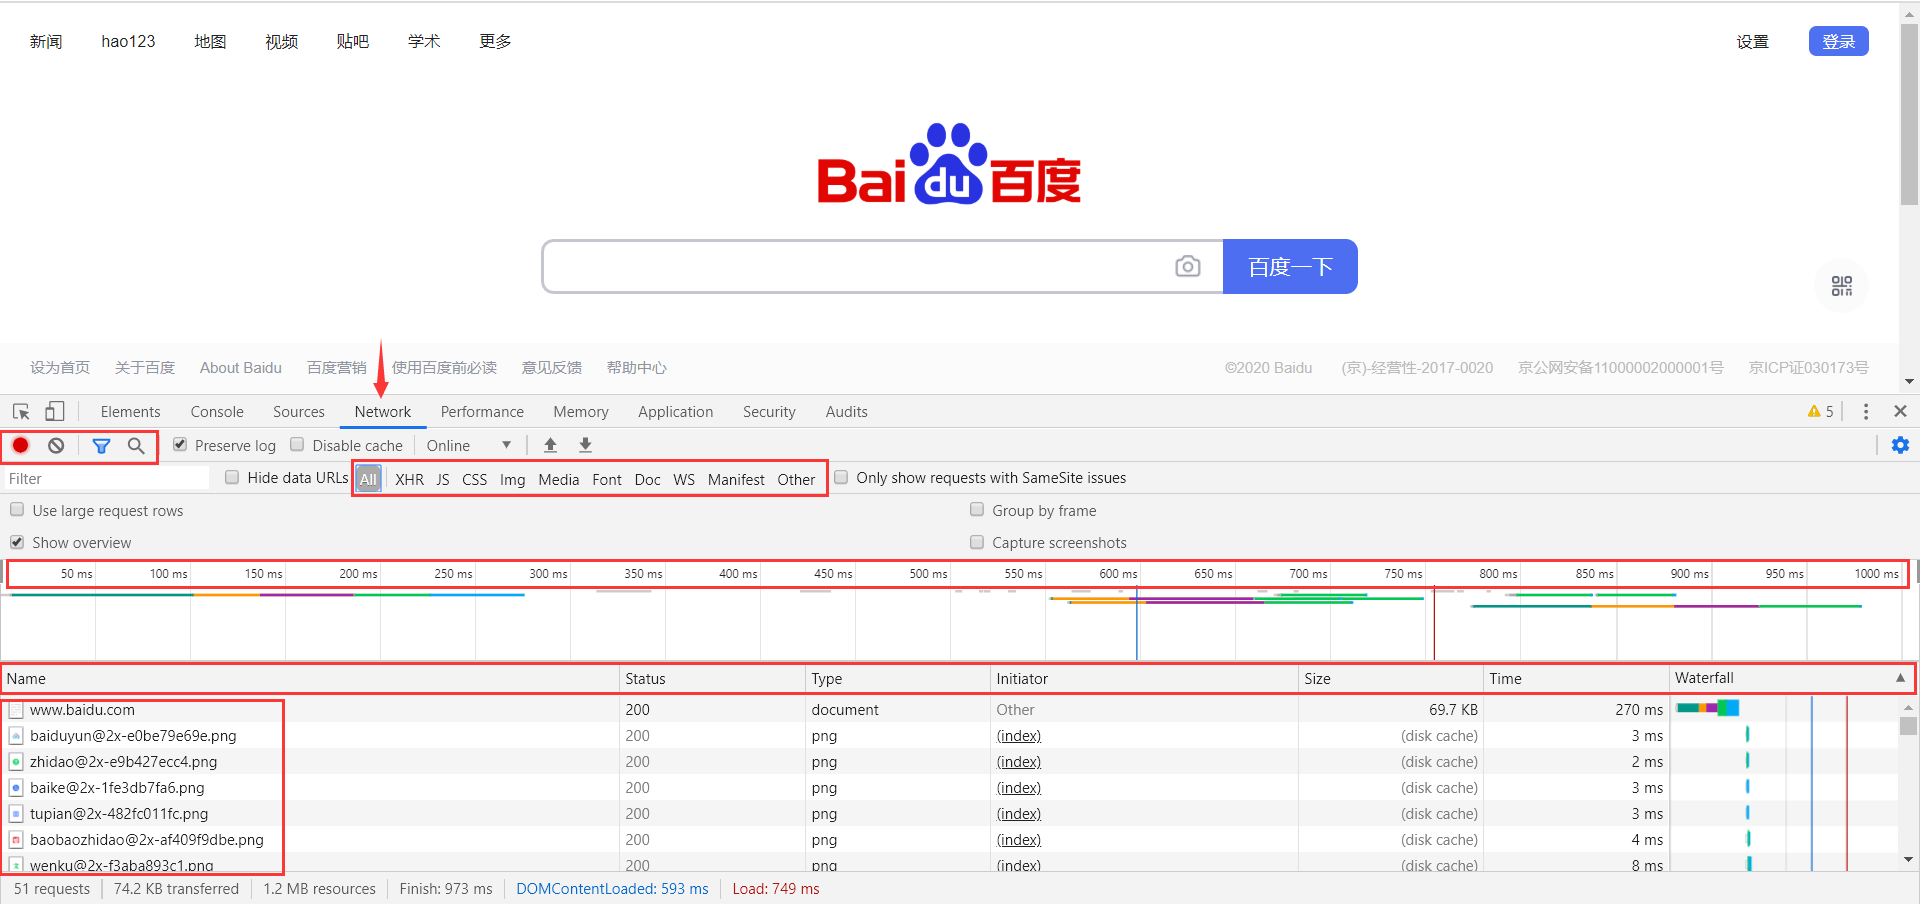 新闻 hao123 地图 视频 贴吧 学术 更多 设置 登录
Bai du 百度
百度一下
设为首页 关于百度 About Baidu 百度营销 使用百度前必读 意见反馈 帮助中心 ©2020 Baidu (京)-经营性-2017-0020 京公网安备11000002000001号 京ICP证030173号
Elements Console Sources Network Performance Memory Application Security Audits 5
Preserve log Disable cache Online
Filter Hide data URLs All XHR JS CSS Img Media Font Doc WS Manifest Other Only show requests with SameSite issues
Use large request rows Group by frame
Show overview Capture screenshots
50 ms 100 ms 150 ms 200 ms 250 ms 300 ms 350 ms 400 ms 450 ms 500 ms 550 ms 600 ms 650 ms 700 ms 750 ms 800 ms 850 ms 900 ms 950 ms 1000 ms
Name Status Type Initiator Size Time Waterfall
www.baidu.com 200 document Other 69.7 KB 270 ms
baiduyun@2x-e0be79e69e.png 200 png (index) (disk cache) 3 ms
zhidao@2x-e9b427ecc4.png 200 png (index) (disk cache) 2 ms
baike@2x-1fe3db7fa6.png 200 png (index) (disk cache) 3 ms
tupian@2x-482fc011fc.png 200 png (index) (disk cache) 3 ms
baobaozhidao@2x-af409f9dbe.png 200 png (index) (disk cache) 4 ms
wenku@2x-f3aba893c1.png 200 png (index) (disk cache) 8 ms
51 requests 74.2 KB transferred 1.2 MB resources Finish: 973 ms DOMContentLoaded: 593 ms Load: 749 ms